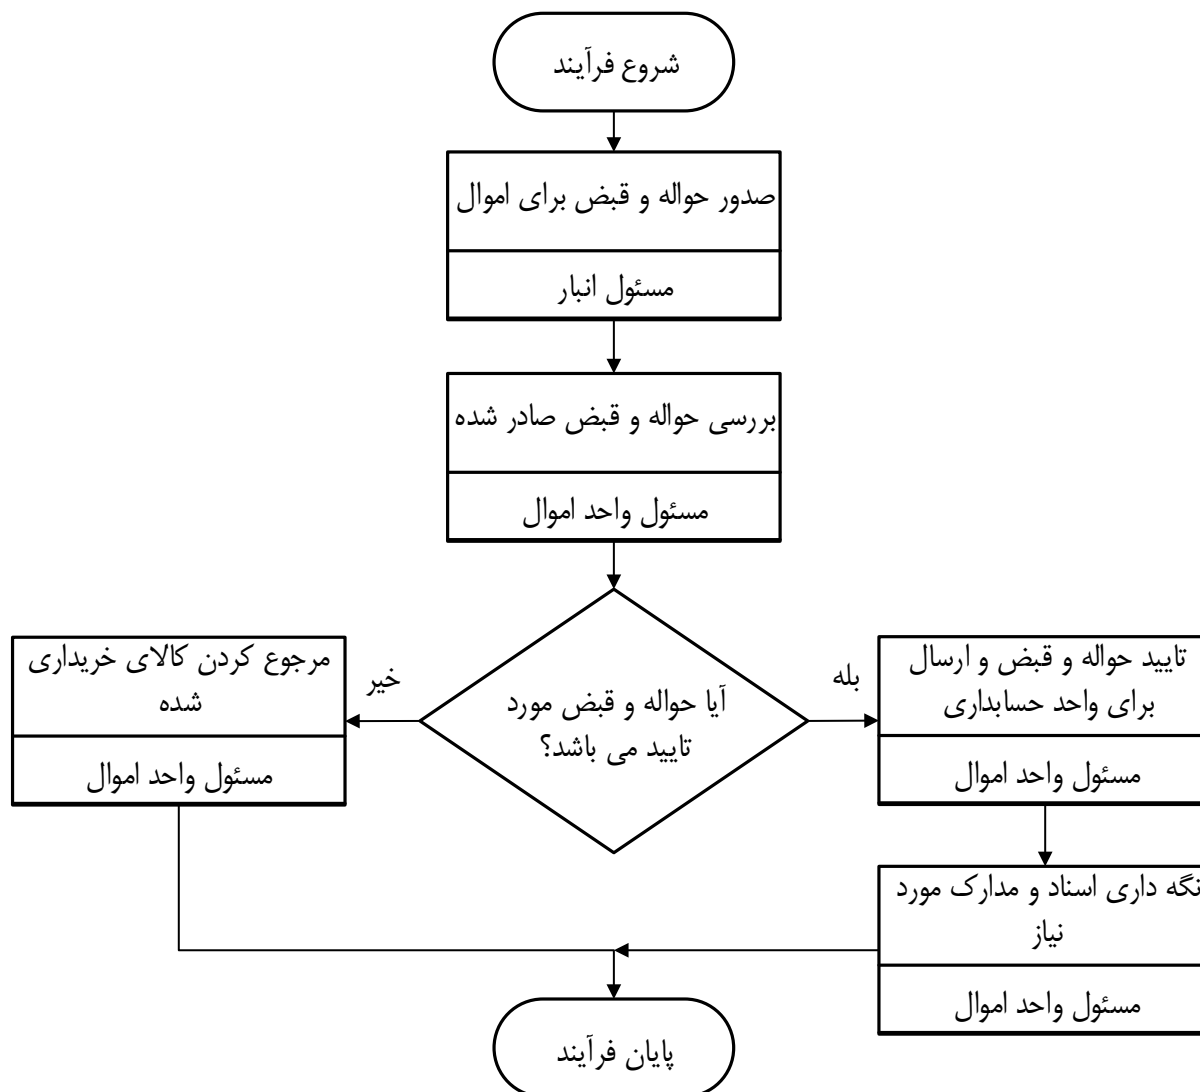 شروع فرآیند
صدور حواله و قبض برای اموال
مسئول انبار
بررسی حواله و قبض صادر شده
مسئول واحد اموال
آیا حواله و قبض مورد
تایید می باشد؟
بله
تایید حواله و قبض و ارسال
برای واحد حسابداری
مسئول واحد اموال
نگه داری اسناد و مدارک مورد
نیاز
مسئول واحد اموال
خیر
مرجوع کردن کالای خریداری
شده
مسئول واحد اموال
پایان فرآیند